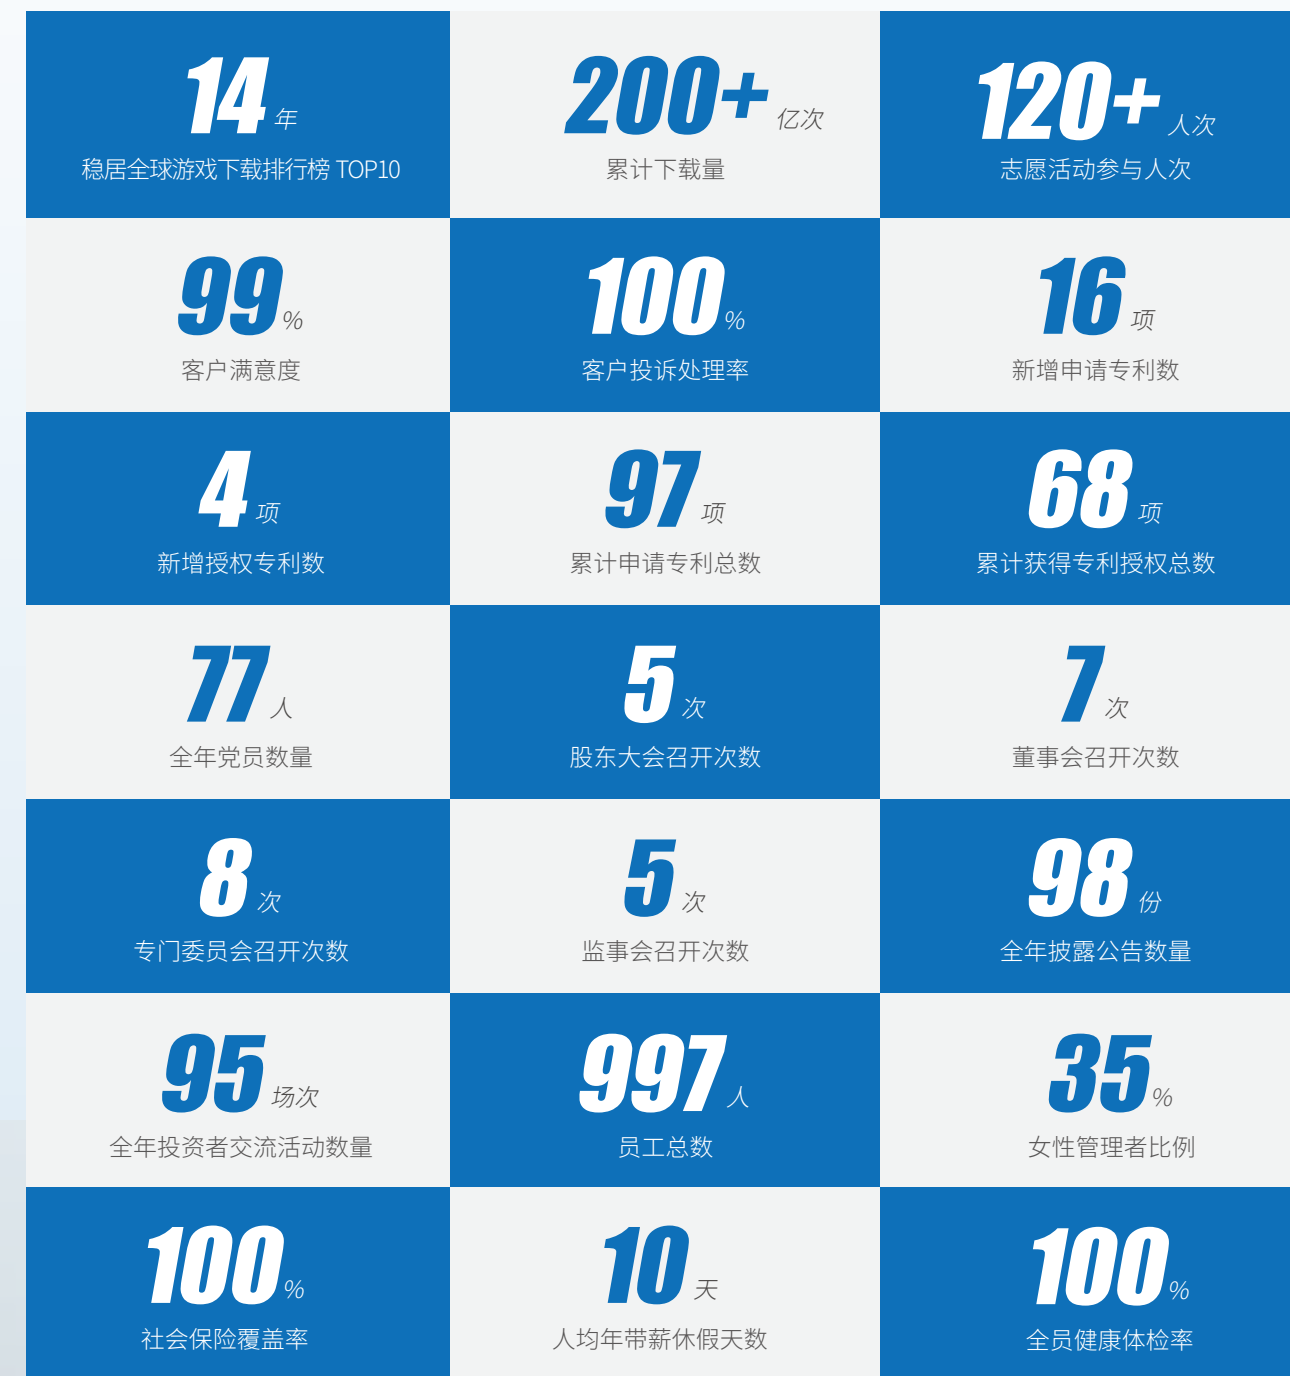 14 年
稳居全球游戏下载排行榜 TOP10
200+ 亿次
累计下载量
120+ 人次
志愿活动参与人次
99%
客户满意度
100%
客户投诉处理率
16 项
新增申请专利数
4 项
新增授权专利数
97 项
累计申请专利总数
68 项
累计获得专利授权总数
77 人
全年党员数量
5 次
股东大会召开次数
7 次
董事会召开次数
8 次
专门委员会召开次数
5 次
监事会召开次数
98 份
全年披露公告数量
95 场次
全年投资者交流活动数量
997 人
员工总数
35%
女性管理者比例
100%
社会保险覆盖率
10 天
人均年带薪休假天数
100%
全员健康体检率